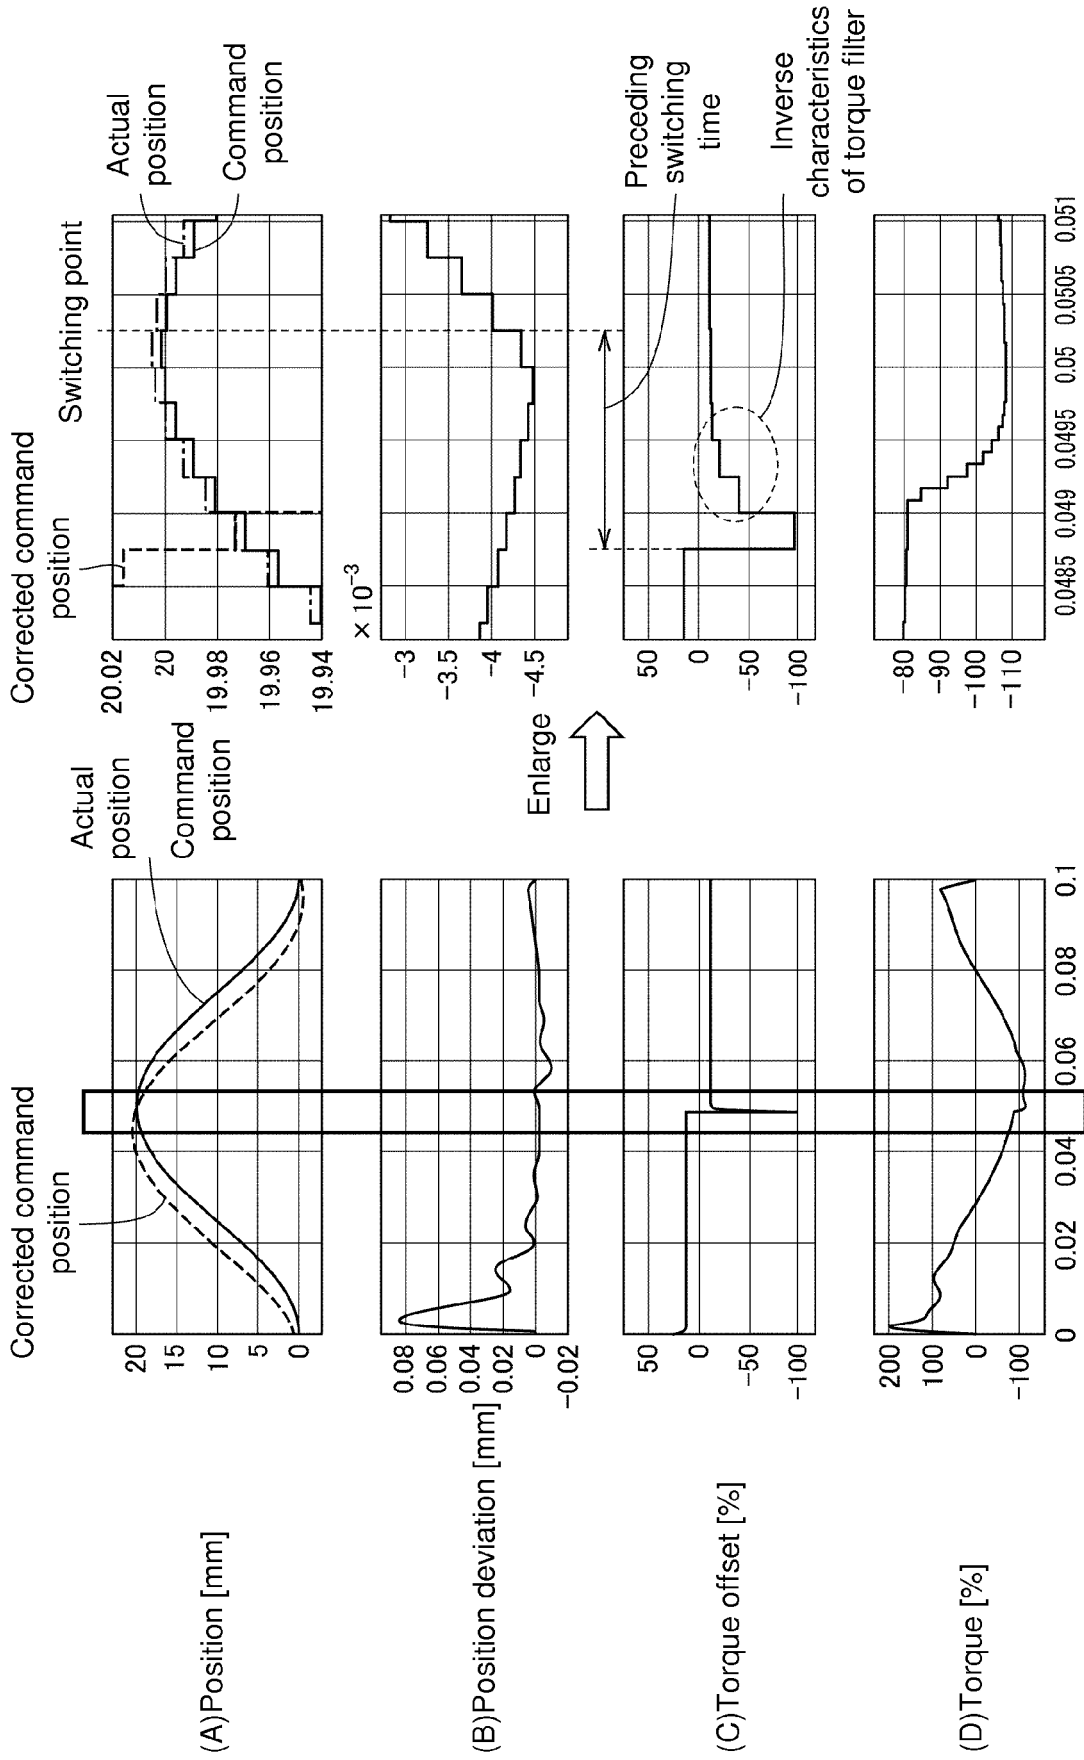 Corrected command
position
Actual
position
Command
position
(A)Position [mm]
20
15
10
5
0
Corrected command
position
Switching point
Actual
position
Command
position
20.02
20
19.98
19.96
19.94
(B)Position deviation [mm]
0.08
0.06
0.04
0.02
0
-0.02
× 10⁻³
-3
-3.5
-4
-4.5
Enlarge
(C)Torque offset [%]
50
0
-50
-100
50
0
-50
-100
Preceding
switching
time
Inverse
characteristics
of torque filter
(D)Torque [%]
200
100
0
-100
0
0.02
0.04
0.06
0.08
0.1
-80
-90
-100
-110
0.0485
0.049
0.0495
0.05
0.0505
0.051